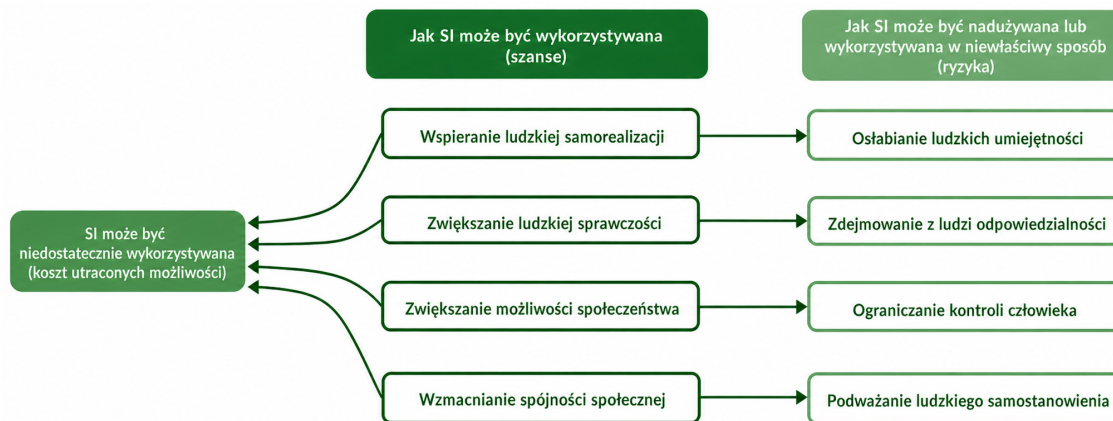 Jak SI może być wykorzystywana
(szanse)
Jak SI może być nadużywana lub
wykorzystywana w niewłaściwy sposób
(ryzyka)
Wspieranie ludzkiej samorealizacji
Osłabianie ludzkich umiejętności
SI może być
niedostatecznie wykorzystywana
(koszt utraconych możliwości)
Zwiększanie ludzkiej sprawczości
Zdejmowanie z ludzi odpowiedzialności
Zwiększanie możliwości społeczeństwa
Ograniczanie kontroli człowieka
Wzmacnianie spójności społecznej
Podważanie ludzkiego samostanowienia